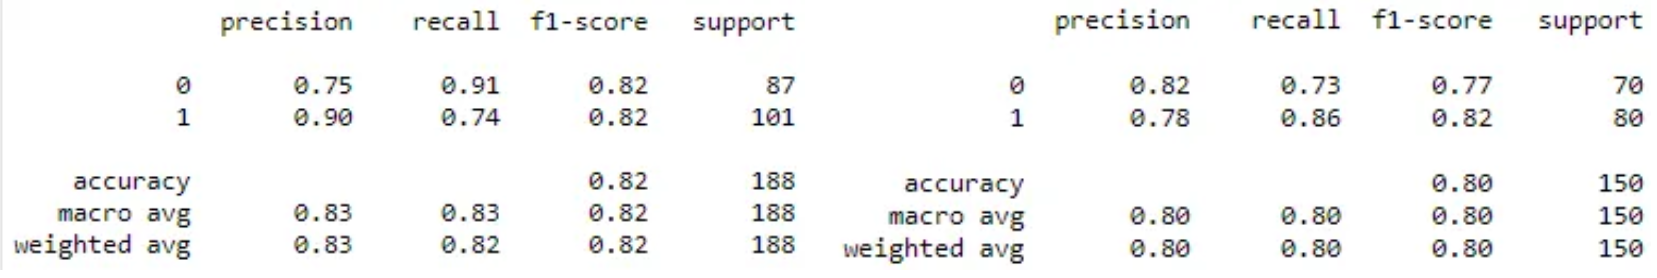 precision recall f1-score support
0 0.75 0.91 0.82 87
1 0.90 0.74 0.82 101
accuracy 0.82 188
macro avg 0.83 0.83 0.82 188
weighted avg 0.83 0.82 0.82 188
precision recall f1-score support
0 0.82 0.73 0.77 70
1 0.78 0.86 0.82 80
accuracy 0.80 150
macro avg 0.80 0.80 0.80 150
weighted avg 0.80 0.80 0.80 150